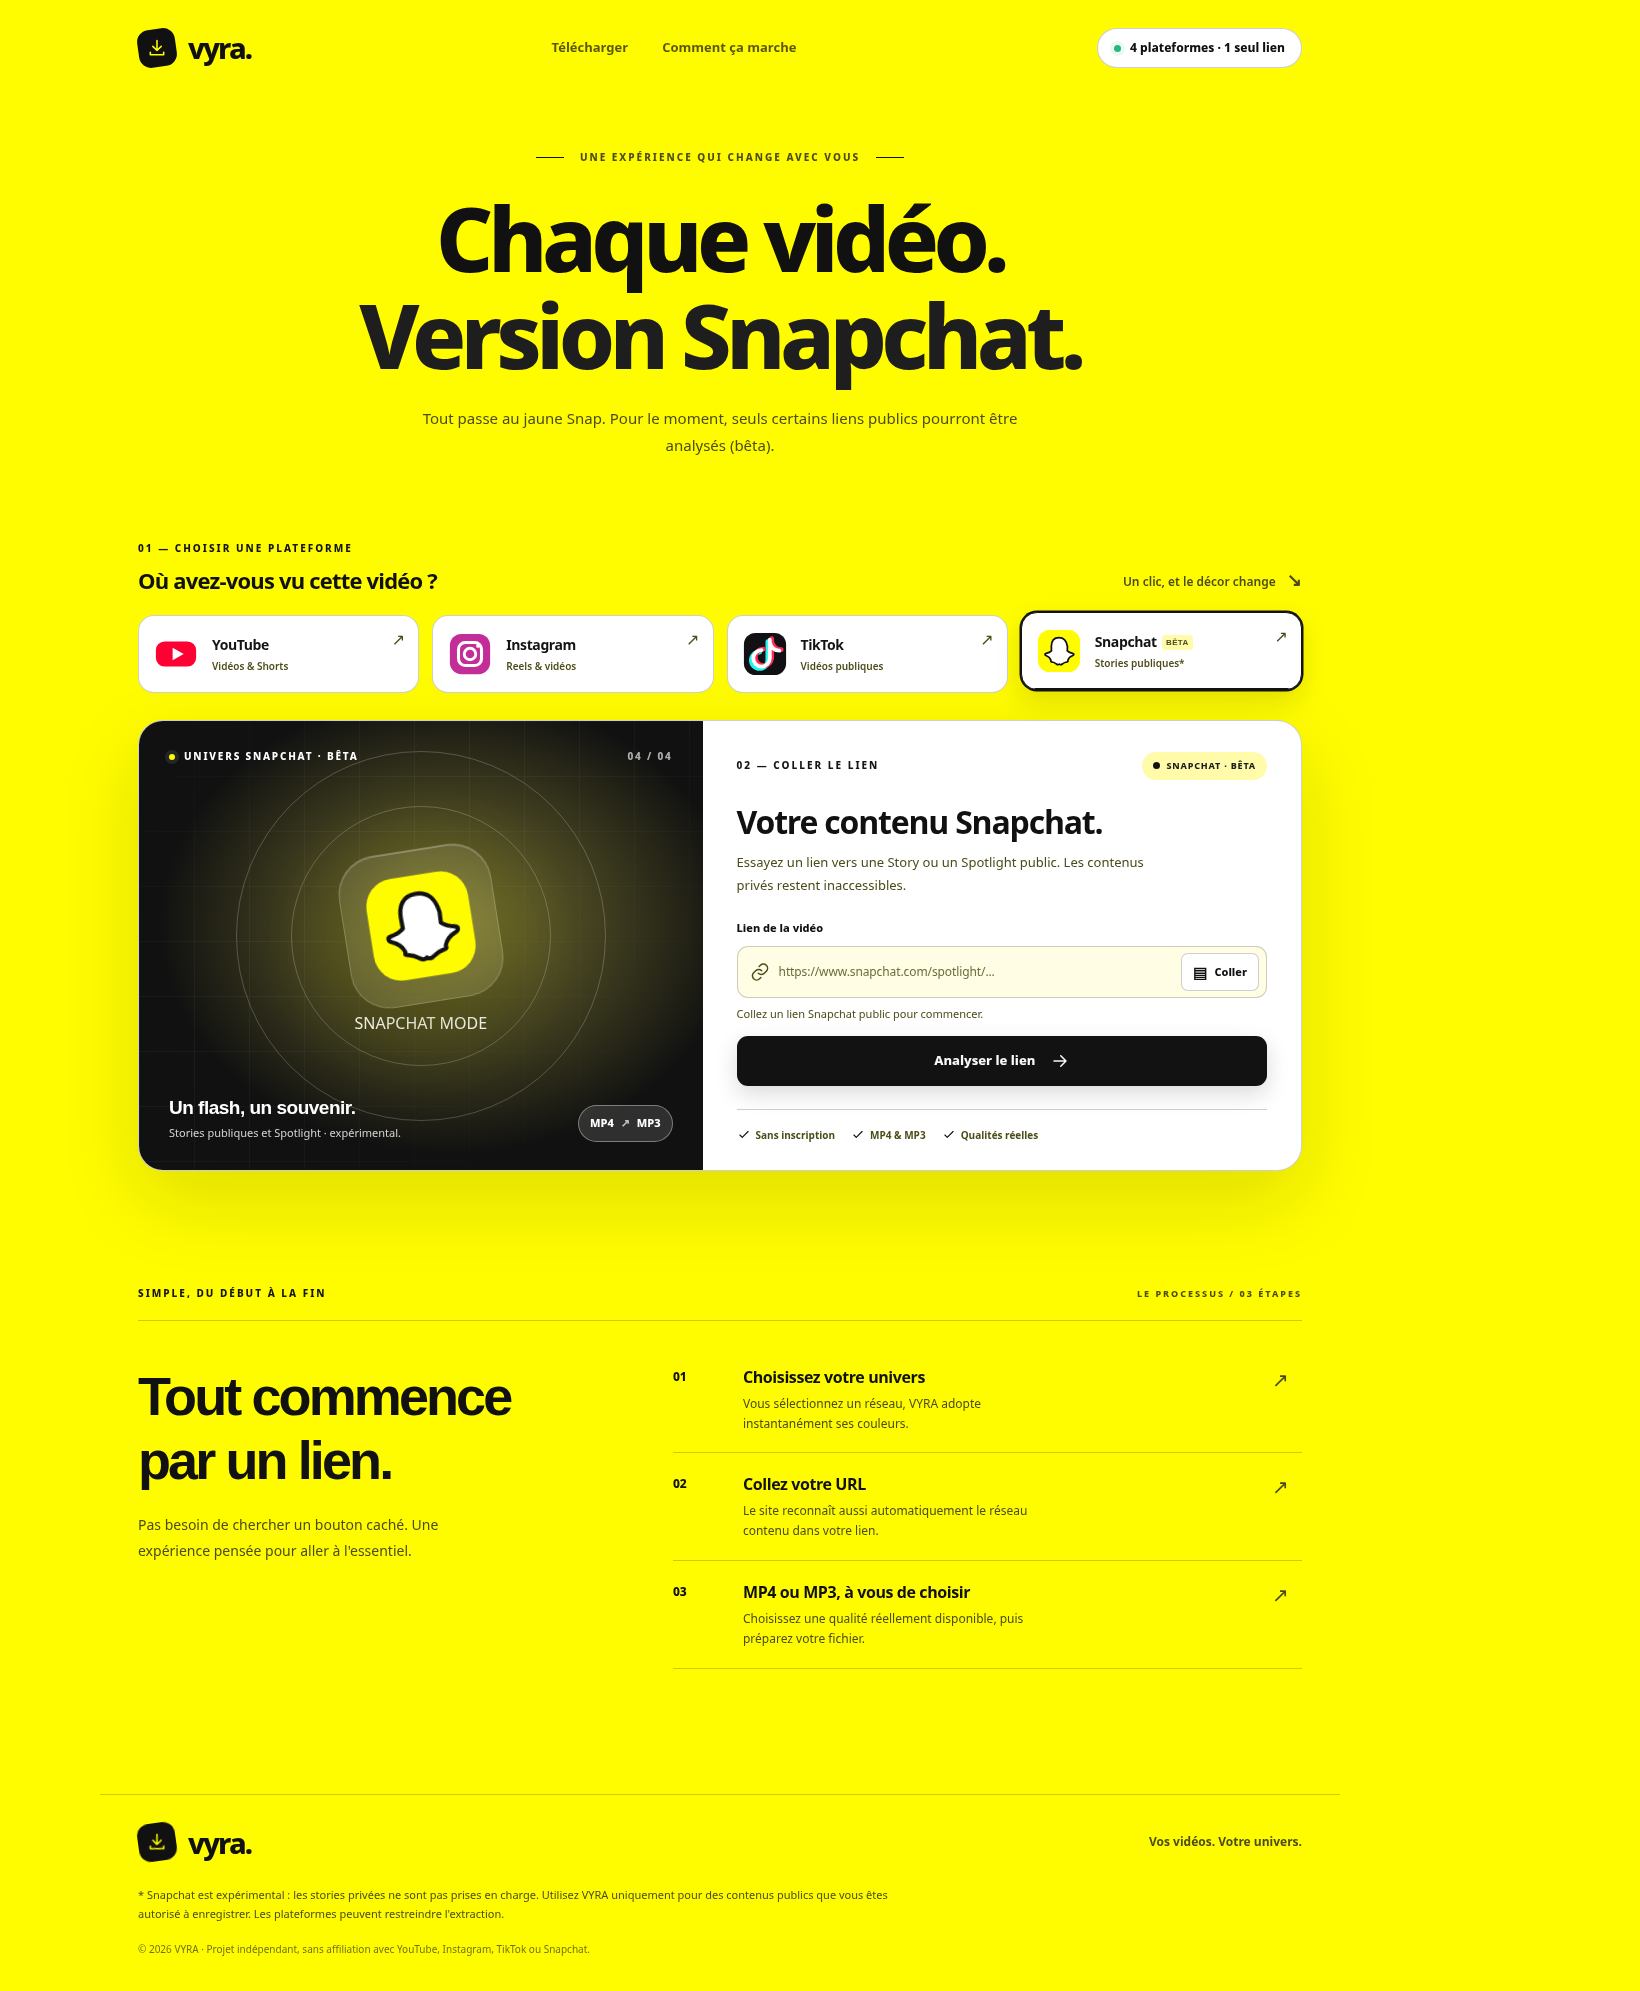 vyra.
Télécharger
Comment ça marche
4 plateformes · 1 seul lien
UNE EXPÉRIENCE QUI CHANGE AVEC VOUS
Chaque vidéo.
Version Snapchat.
Tout passe au jaune Snap. Pour le moment, seuls certains liens publics pourront être
analysés (bêta).
01 — CHOISIR UNE PLATEFORME
Où avez-vous vu cette vidéo ?
Un clic, et le décor change ↘
YouTube ↗
Vidéos & Shorts
Instagram ↗
Reels & vidéos
TikTok ↗
Vidéos publiques
Snapchat BÊTA ↗
Stories publiques*
UNIVERS SNAPCHAT · BÊTA
04 / 04
SNAPCHAT MODE
Un flash, un souvenir.
Stories publiques et Spotlight · expérimental.
MP4 ↗ MP3
02 — COLLER LE LIEN
SNAPCHAT · BÊTA
Votre contenu Snapchat.
Essayez un lien vers une Story ou un Spotlight public. Les contenus
privés restent inaccessibles.
Lien de la vidéo
https://www.snapchat.com/spotlight/...
Coller
Collez un lien Snapchat public pour commencer.
Analyser le lien →
✓ Sans inscription
✓ MP4 & MP3
✓ Qualités réelles
SIMPLE, DU DÉBUT À LA FIN
LE PROCESSUS / 03 ÉTAPES
Tout commence
par un lien.
Pas besoin de chercher un bouton caché. Une
expérience pensée pour aller à l'essentiel.
01
Choisissez votre univers ↗
Vous sélectionnez un réseau, VYRA adopte
instantanément ses couleurs.
02
Collez votre URL ↗
Le site reconnaît aussi automatiquement le réseau
contenu dans votre lien.
03
MP4 ou MP3, à vous de choisir ↗
Choisissez une qualité réellement disponible, puis
préparez votre fichier.
vyra.
Vos vidéos. Votre univers.
* Snapchat est expérimental : les stories privées ne sont pas prises en charge. Utilisez VYRA uniquement pour des contenus publics que vous êtes
autorisé à enregistrer. Les plateformes peuvent restreindre l'extraction.
© 2026 VYRA · Projet indépendant, sans affiliation avec YouTube, Instagram, TikTok ou Snapchat.